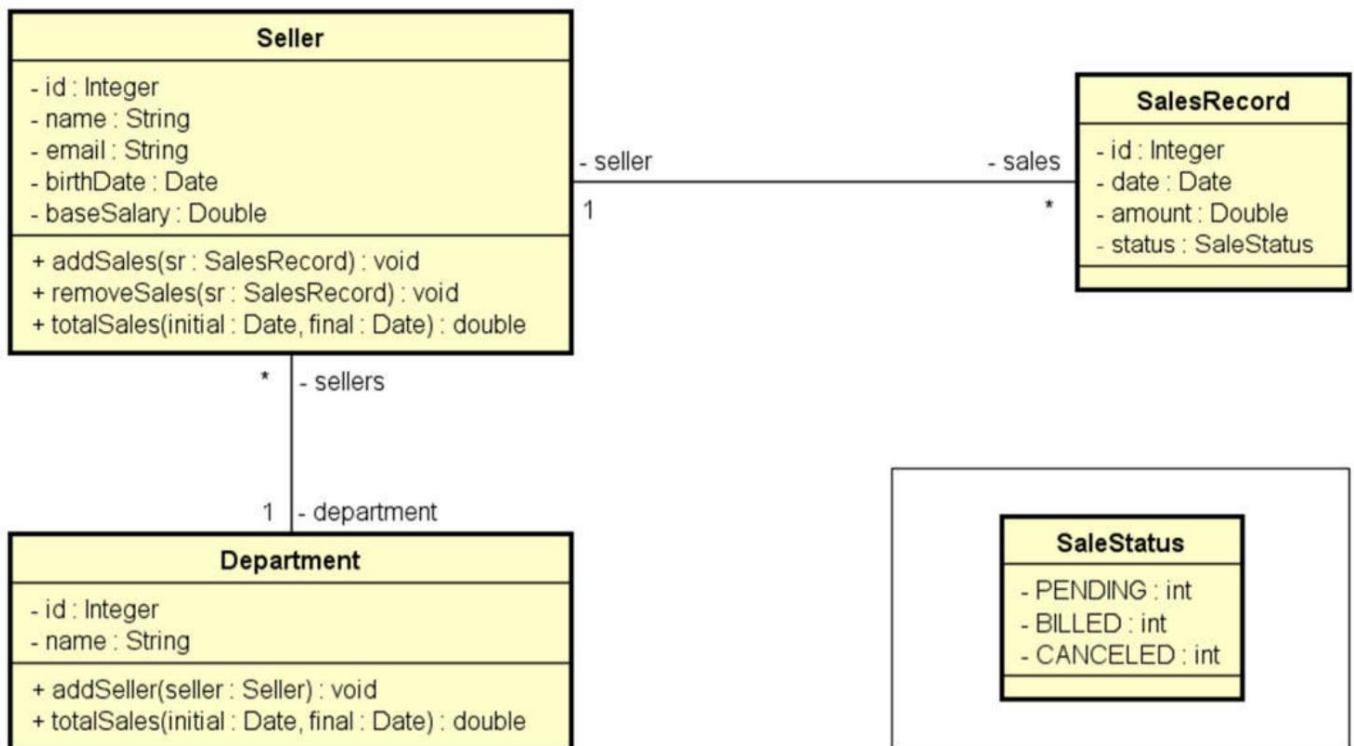 Seller
- id : Integer
- name : String
- email : String
- birthDate : Date
- baseSalary : Double
+ addSales(sr : SalesRecord) : void
+ removeSales(sr : SalesRecord) : void
+ totalSales(initial : Date, final : Date) : double
- seller
1
- sales
*
SalesRecord
- id : Integer
- date : Date
- amount : Double
- status : SaleStatus
* - sellers
1 - department
Department
- id : Integer
- name : String
+ addSeller(seller : Seller) : void
+ totalSales(initial : Date, final : Date) : double
SaleStatus
- PENDING : int
- BILLED : int
- CANCELED : int